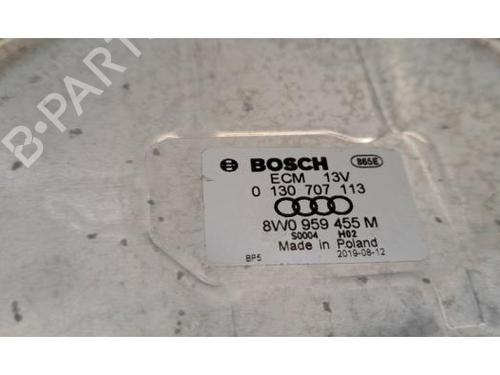 B-PARTS
BOSCH 865E
ECM 13V
0 130 707 113
8W0 959 455 M
S0004 H02
Made in Poland
BP5 2019-08-12